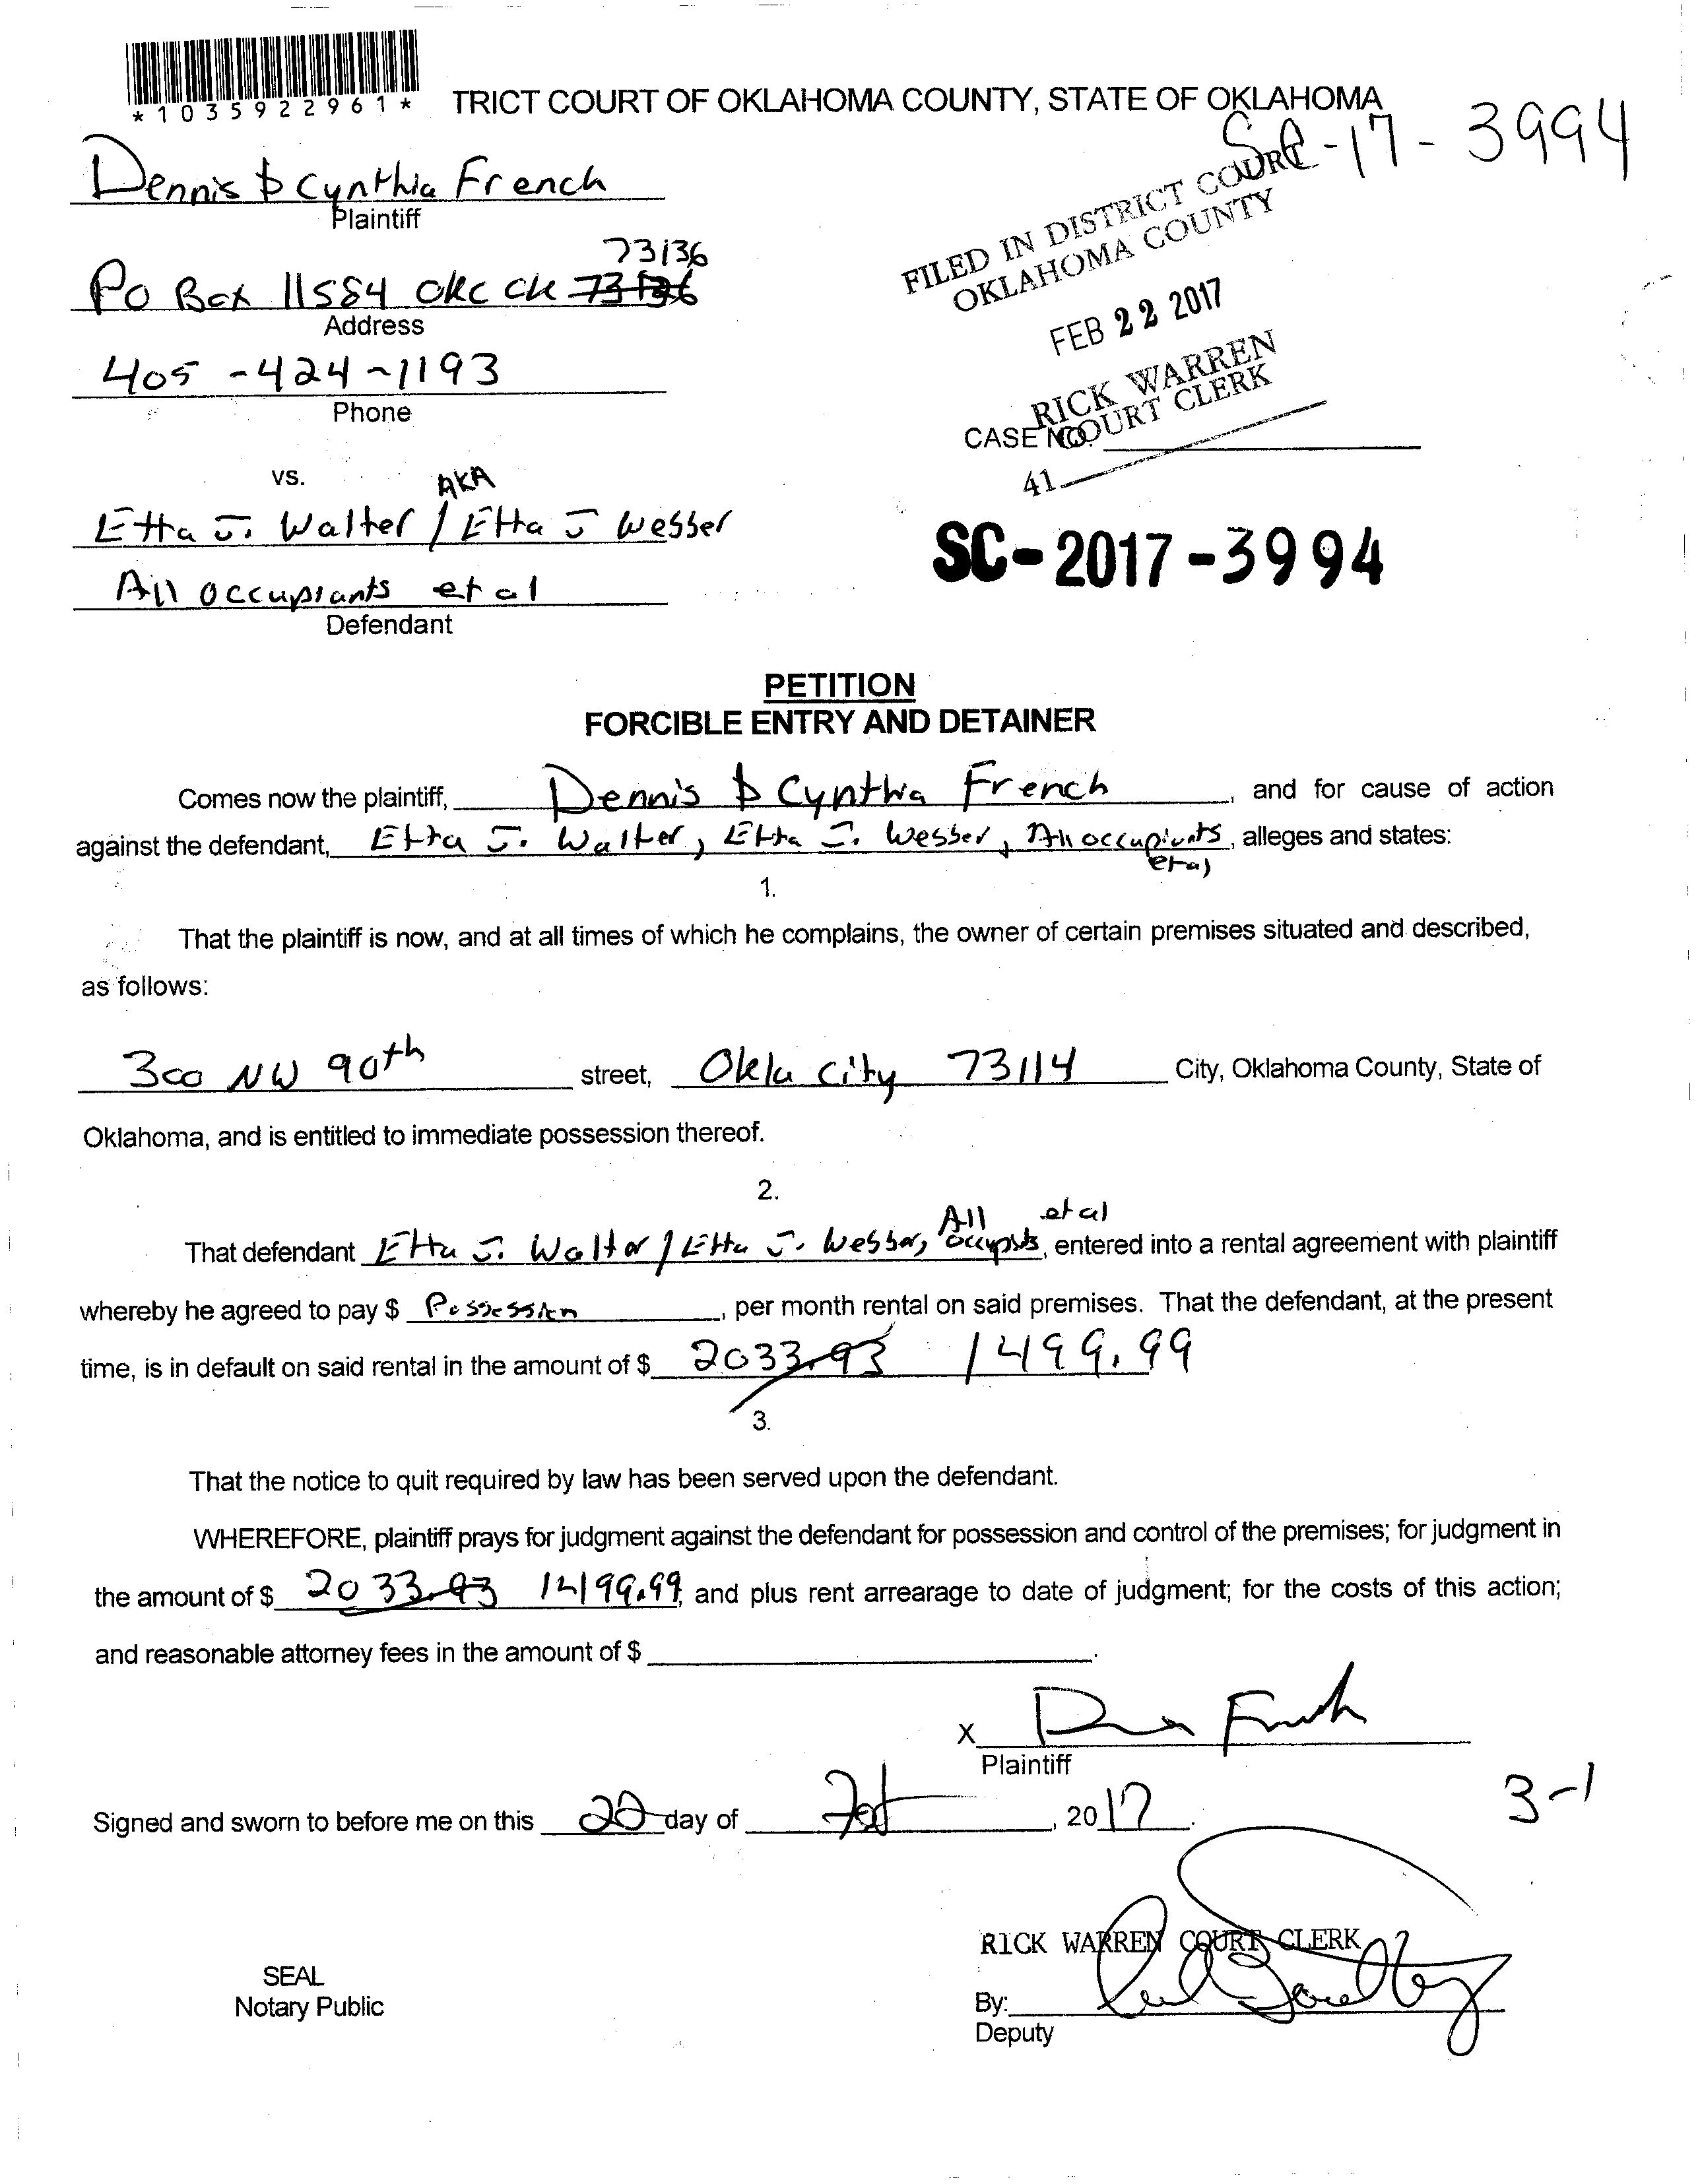 *1035922961*
TRICT COURT OF OKLAHOMA COUNTY, STATE OF OKLAHOMA
SC-17-3994
Dennis & Cynthia French
Plaintiff
73136
PO Box 11584 OKC OK 73136
Address
405-424-1193
Phone
FILED IN DISTRICT COURT
OKLAHOMA COUNTY
FEB 22 2017
RICK WARREN
COURT CLERK
CASE NO.
41
vs.
AKA
Etta J. Walter / Etta J Wesser
All occupiants et al
Defendant
SC-2017-3994
PETITION
FORCIBLE ENTRY AND DETAINER
Comes now the plaintiff, Dennis & Cynthia French, and for cause of action
against the defendant, Etta J. Walter, Etta J. Wesser, All occupiants, alleges and states:
et al
1.
That the plaintiff is now, and at all times of which he complains, the owner of certain premises situated and described,
as follows:
300 NW 90th street, Okla city 73114 City, Oklahoma County, State of
Oklahoma, and is entitled to immediate possession thereof.
2.
All et al
That defendant Etta J. Walter / Etta J. Wesser, occupants, entered into a rental agreement with plaintiff
whereby he agreed to pay $ Possession, per month rental on said premises. That the defendant, at the present
time, is in default on said rental in the amount of $ 2033.93 1499.99
3.
That the notice to quit required by law has been served upon the defendant.
WHEREFORE, plaintiff prays for judgment against the defendant for possession and control of the premises; for judgment in
the amount of $ 2033.93 1499.99, and plus rent arrearage to date of judgment; for the costs of this action;
and reasonable attorney fees in the amount of $ .
X
Plaintiff
3-1
Signed and sworn to before me on this 22 day of Feb, 2017.
RICK WARREN COURT CLERK
SEAL
Notary Public
By:
Deputy